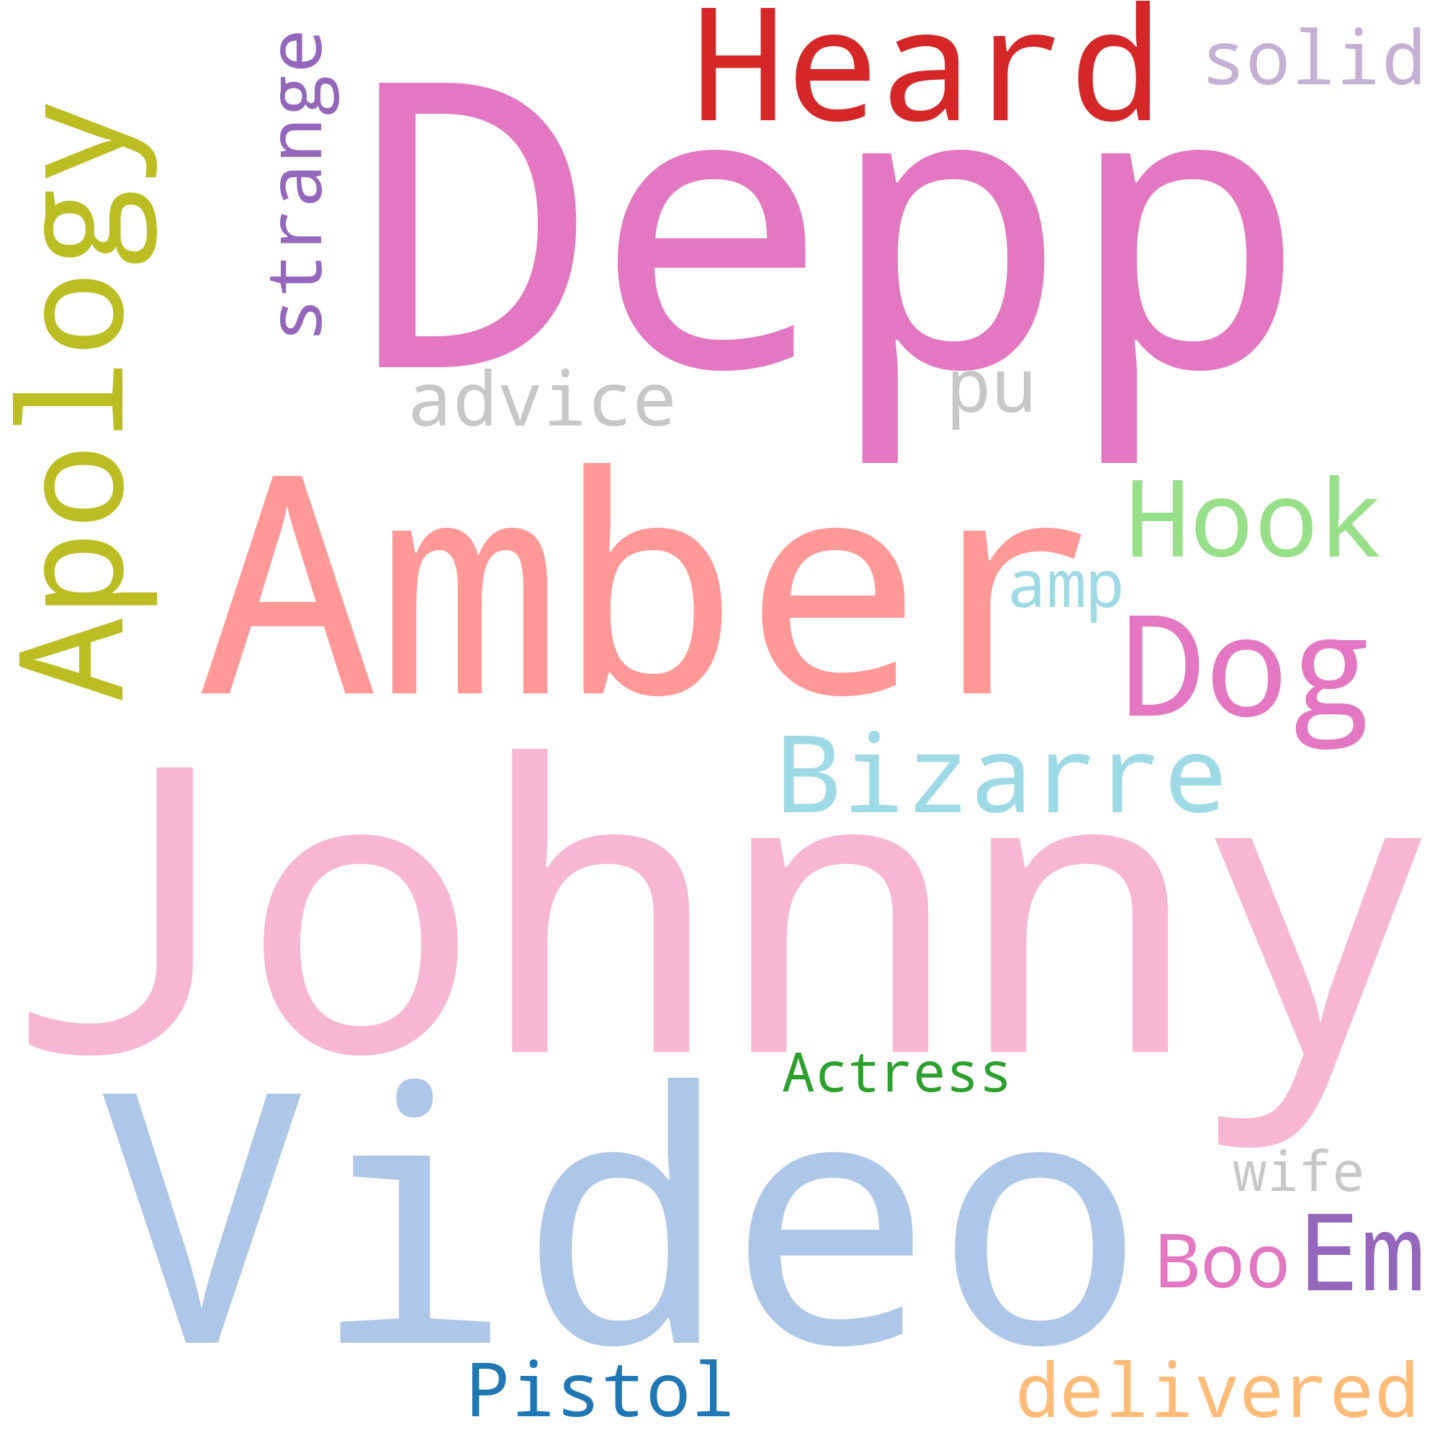 Heard
solid
strange
Depp
Apology
advice
pu
Amber
Hook
amp
Dog
Bizarre
Johnny
Actress
Video
wife
Boo
Em
Pistol
delivered